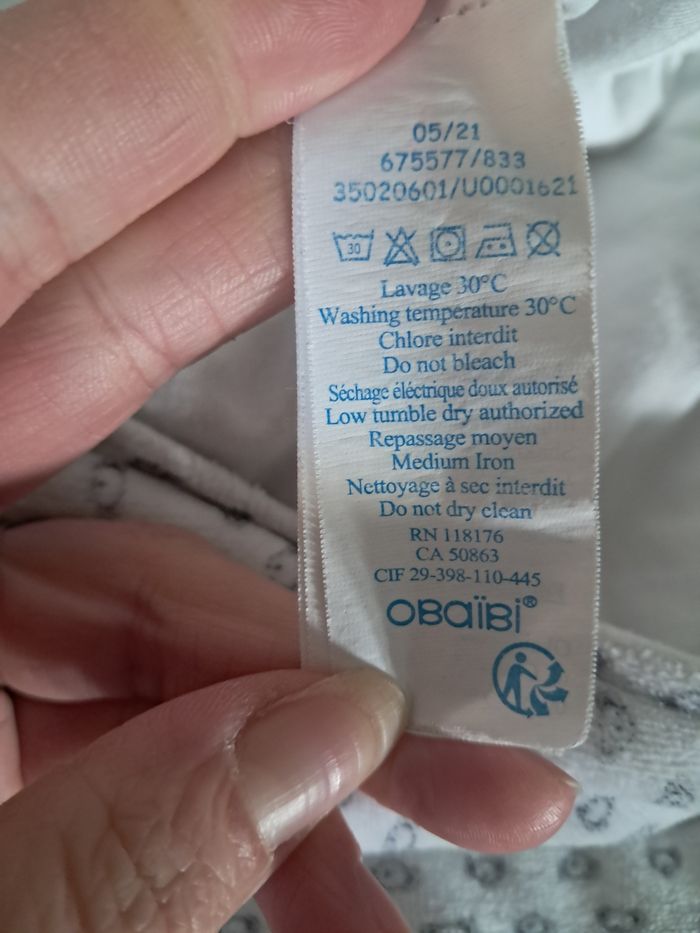 05/21
675577/833
35020601/U0001621
30
Lavage 30°C
Washing temperature 30°C
Chlore interdit
Do not bleach
Séchage éléctrique doux autorisé
Low tumble dry authorized
Repassage moyen
Medium Iron
Nettoyage à sec interdit
Do not dry clean
RN 118176
CA 50863
CIF 29-398-110-445
OBaïBi®